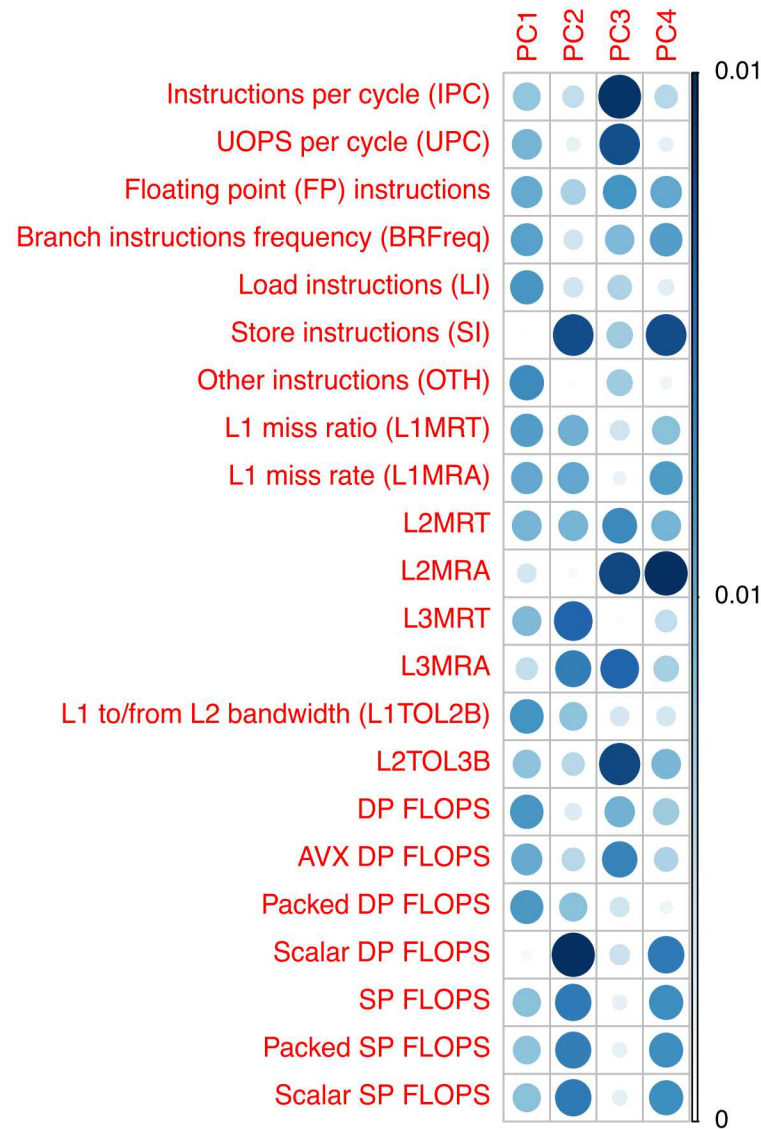 PC1 PC2 PC3 PC4
0.01
Instructions per cycle (IPC)
UOPS per cycle (UPC)
Floating point (FP) instructions
Branch instructions frequency (BRFreq)
Load instructions (LI)
Store instructions (SI)
Other instructions (OTH)
L1 miss ratio (L1MRT)
L1 miss rate (L1MRA)
L2MRT
L2MRA
0.01
L3MRT
L3MRA
L1 to/from L2 bandwidth (L1TOL2B)
L2TOL3B
DP FLOPS
AVX DP FLOPS
Packed DP FLOPS
Scalar DP FLOPS
SP FLOPS
Packed SP FLOPS
Scalar SP FLOPS
0